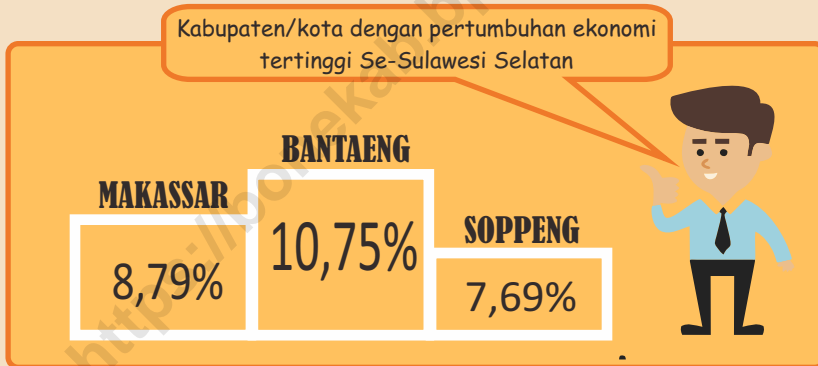 Kabupaten/kota dengan pertumbuhan ekonomi
tertinggi Se-Sulawesi Selatan
BANTAENG
MAKASSAR
SOPPENG
10,75%
8,79%
7,69%